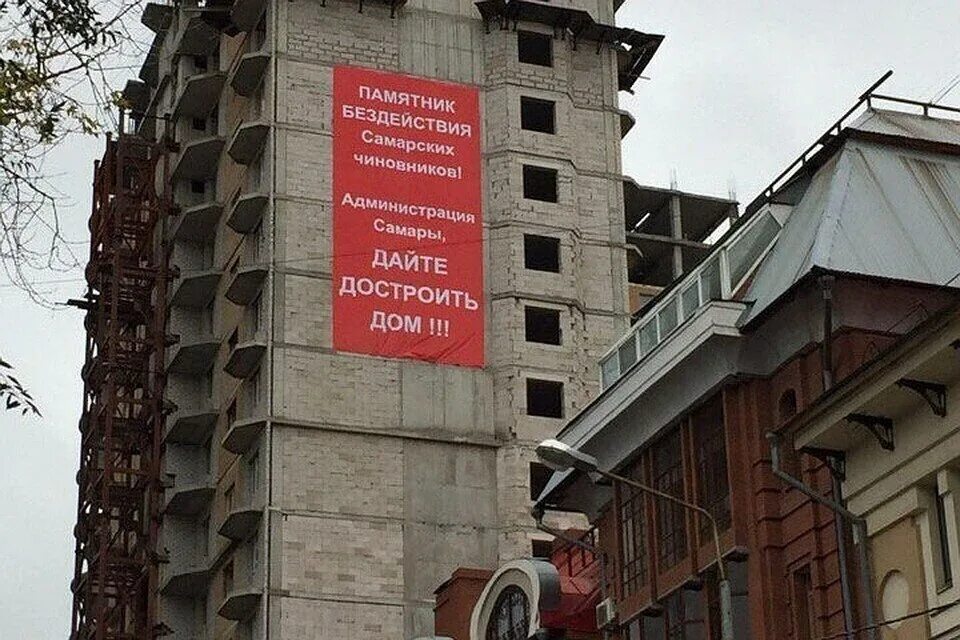 ПАМЯТНИК
БЕЗДЕЙСТВИЯ
Самарских
чиновников!
Администрация
Самары,
ДАЙТЕ
ДОСТРОИТЬ
ДОМ !!!